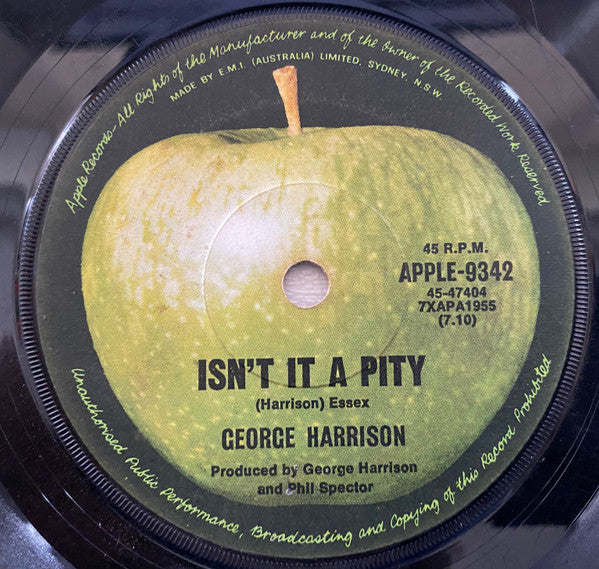 Apple Records-All Rights of the Manufacturer and of the Owner of the Recorded Work Reserved
MADE BY E.M.I. (AUSTRALIA) LIMITED, SYDNEY, N.S.W.
45 R.P.M.
APPLE-9342
45-47404
7XAPA1955
(7.10)
ISN'T IT A PITY
(Harrison) Essex
GEORGE HARRISON
Produced by George Harrison
and Phil Spector
Unauthorised Public Performance, Broadcasting and Copying of this Record Prohibited